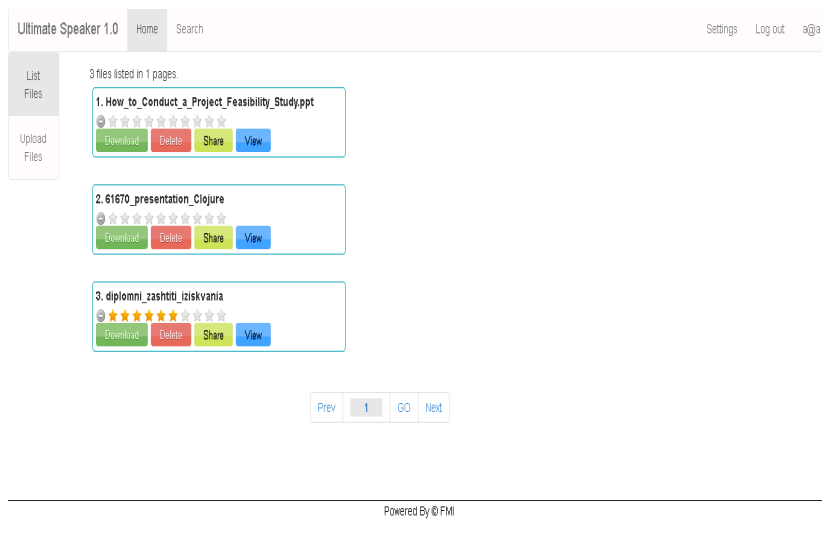 Ultimate Speaker 1.0 Home Search Settings Log out a@a
List
Files
Upload
Files
3 files listed in 1 pages.
1. How_to_Conduct_a_Project_Feasibility_Study.ppt
Download Delete Share View
2. 61670_presentation_Clojure
Download Delete Share View
3. diplomni_zashtiti_iziskvania
Download Delete Share View
Prev 1 GO Next
Powered By © FMI